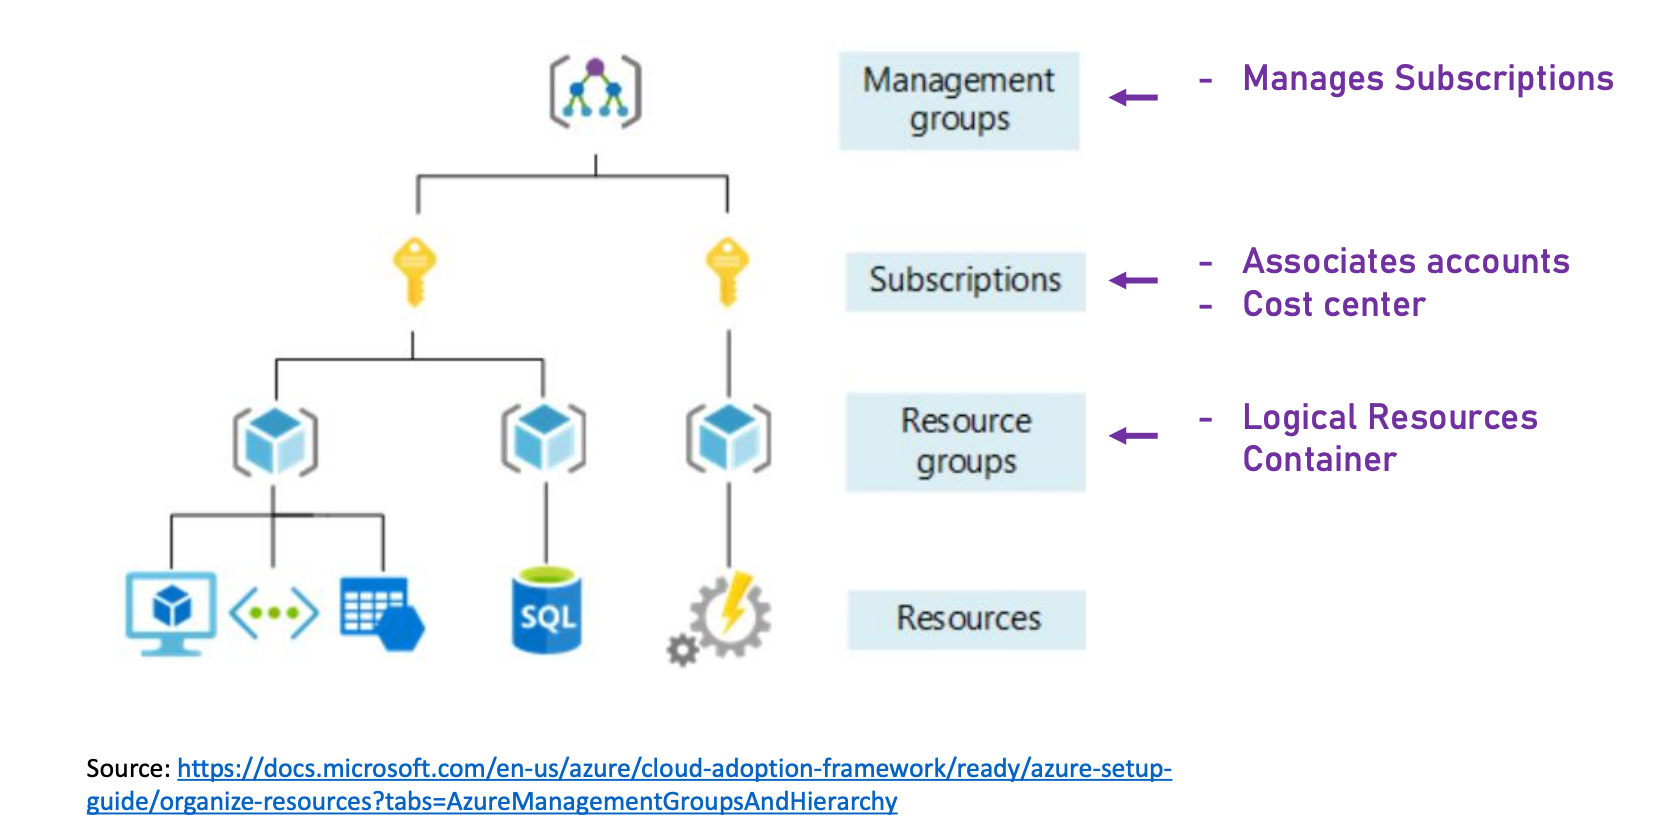 Management
groups
- Manages Subscriptions
Subscriptions
- Associates accounts
- Cost center
Resource
groups
- Logical Resources
Container
SQL
Resources
Source: https://docs.microsoft.com/en-us/azure/cloud-adoption-framework/ready/azure-setup-
guide/organize-resources?tabs=AzureManagementGroupsAndHierarchy